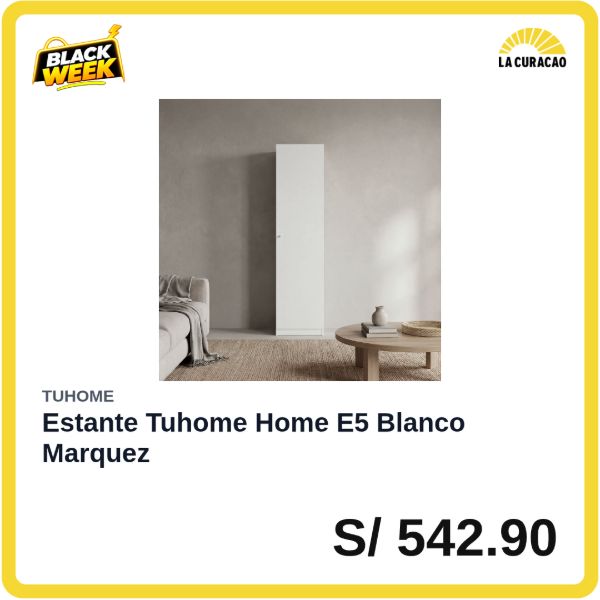 BLACK
WEEK
LA CURACAO
TUHOME
Estante Tuhome Home E5 Blanco
Marquez
S/ 542.90